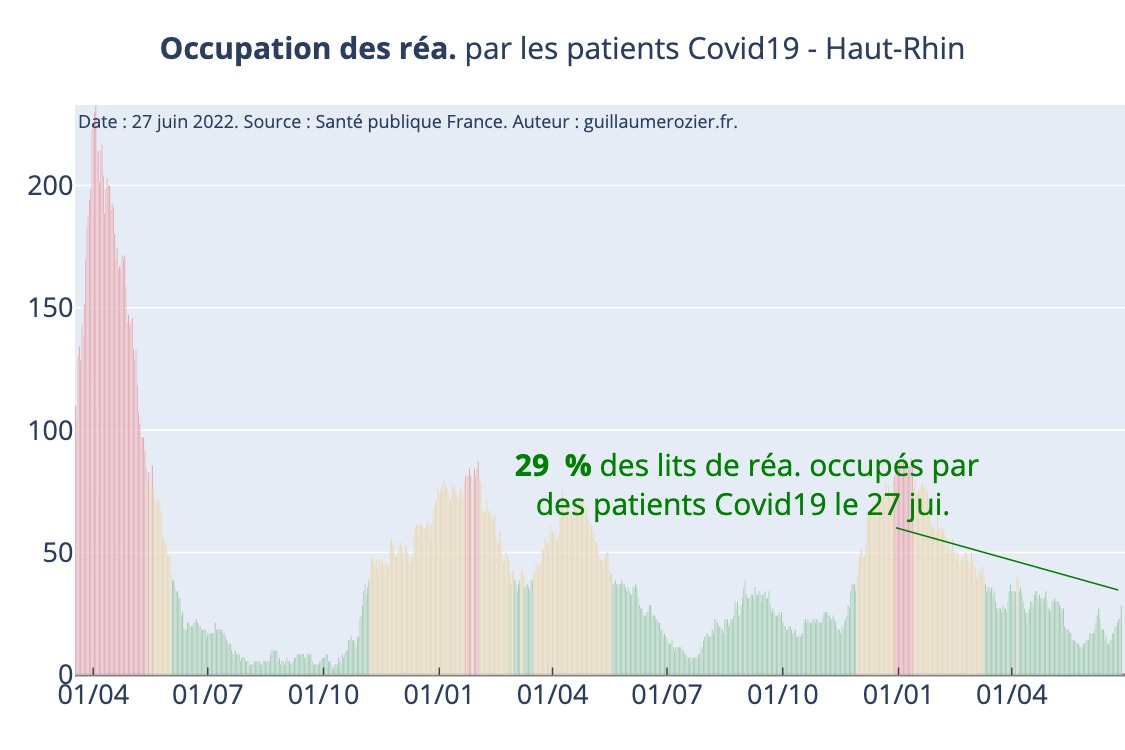 Occupation des réa. par les patients Covid19 - Haut-Rhin
Date : 27 juin 2022. Source : Santé publique France. Auteur : guillaumerozier.fr.
200
150
100
29 % des lits de réa. occupés par
des patients Covid19 le 27 jui.
50
0
01/04 01/07 01/10 01/01 01/04 01/07 01/10 01/01 01/04